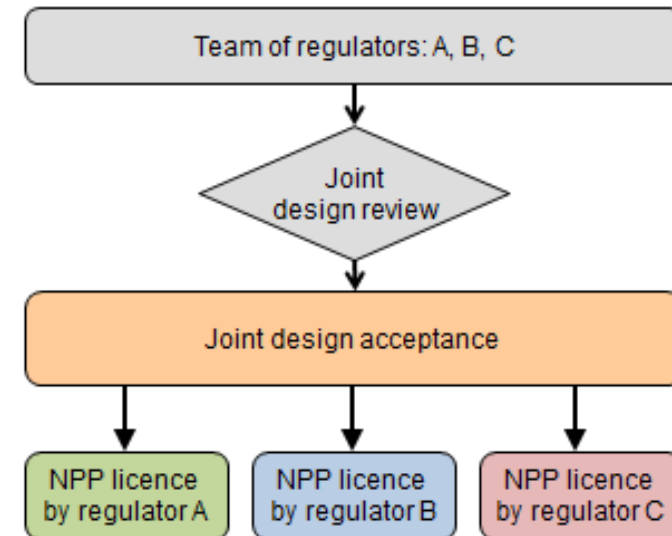 Team of regulators: A, B, C
Joint
design review
Joint design acceptance
NPP licence
by regulator A
NPP licence
by regulator B
NPP licence
by regulator C